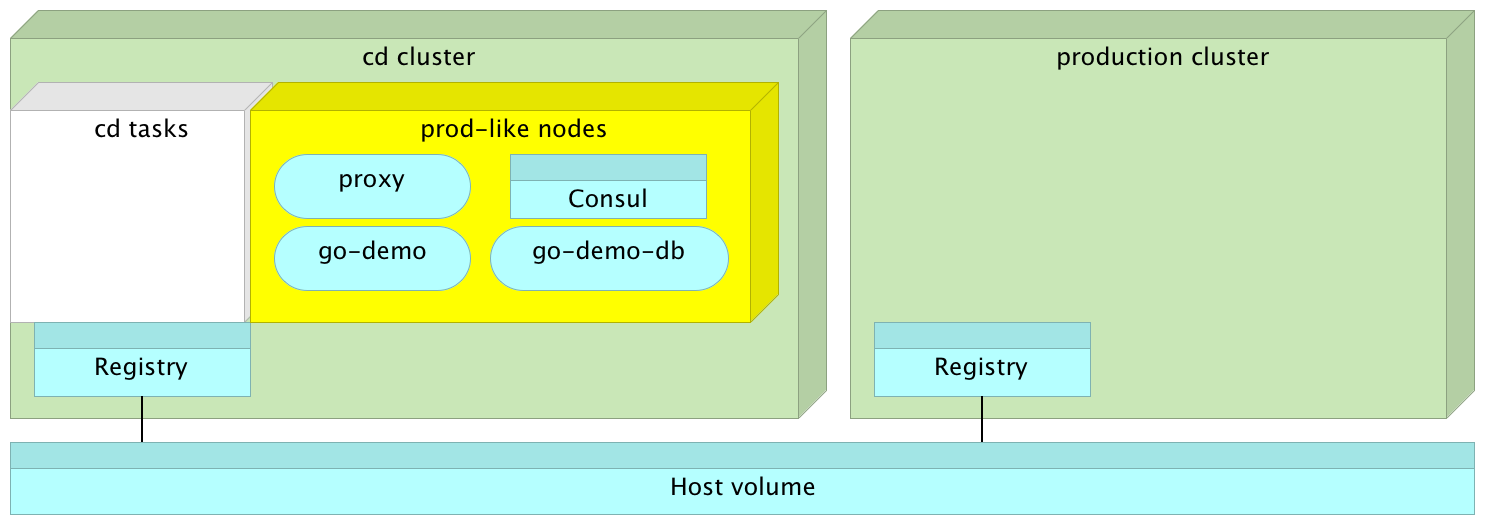 cd cluster
production cluster
cd tasks
prod-like nodes
proxy
Consul
go-demo
go-demo-db
Registry
Registry
Host volume